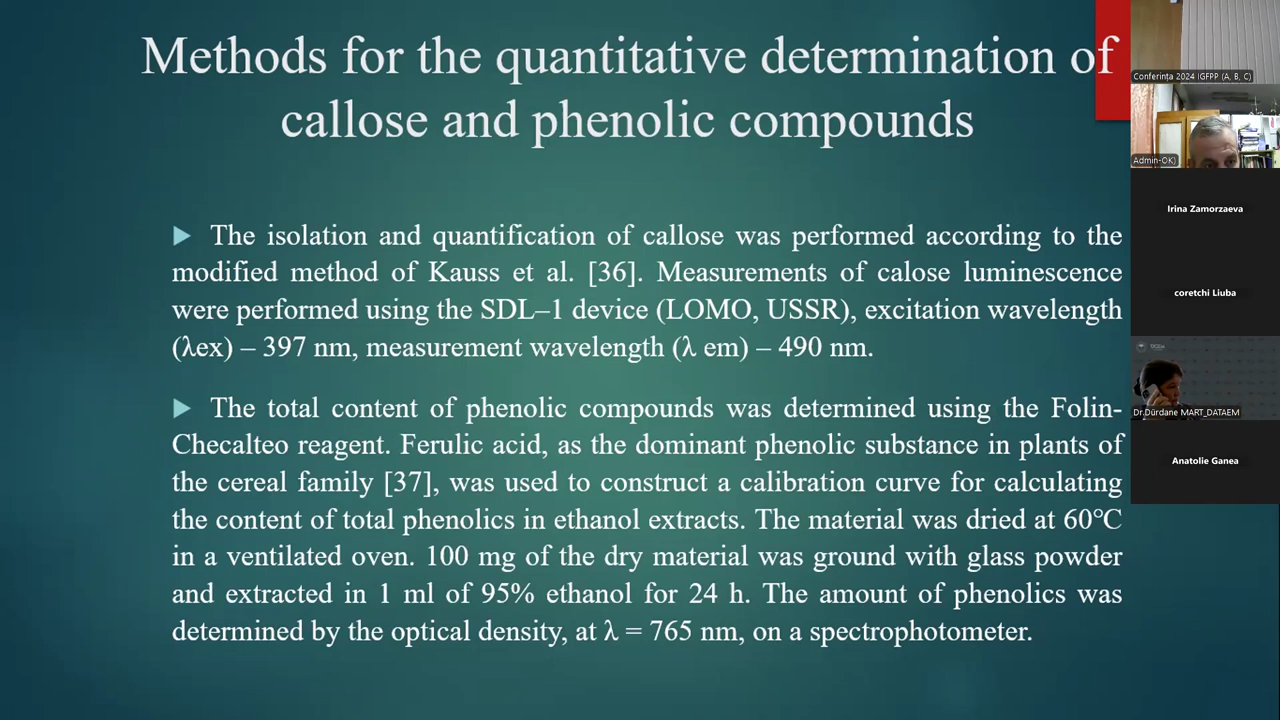 Methods for the quantitative determination of
callose and phenolic compounds
The isolation and quantification of callose was performed according to the
modified method of Kauss et al. [36]. Measurements of calose luminescence
were performed using the SDL–1 device (LOMO, USSR), excitation wavelength
(λex) – 397 nm, measurement wavelength (λ em) – 490 nm.
The total content of phenolic compounds was determined using the Folin-
Checalteo reagent. Ferulic acid, as the dominant phenolic substance in plants of
the cereal family [37], was used to construct a calibration curve for calculating
the content of total phenolics in ethanol extracts. The material was dried at 60°C
in a ventilated oven. 100 mg of the dry material was ground with glass powder
and extracted in 1 ml of 95% ethanol for 24 h. The amount of phenolics was
determined by the optical density, at λ = 765 nm, on a spectrophotometer.
Conferința 2024 IGFPP (A, B, C)
Admin-OK)
Irina Zamorzaeva
coretchi Liuba
Dr.Dürdane MART_DATAEM
Anatolie Ganea